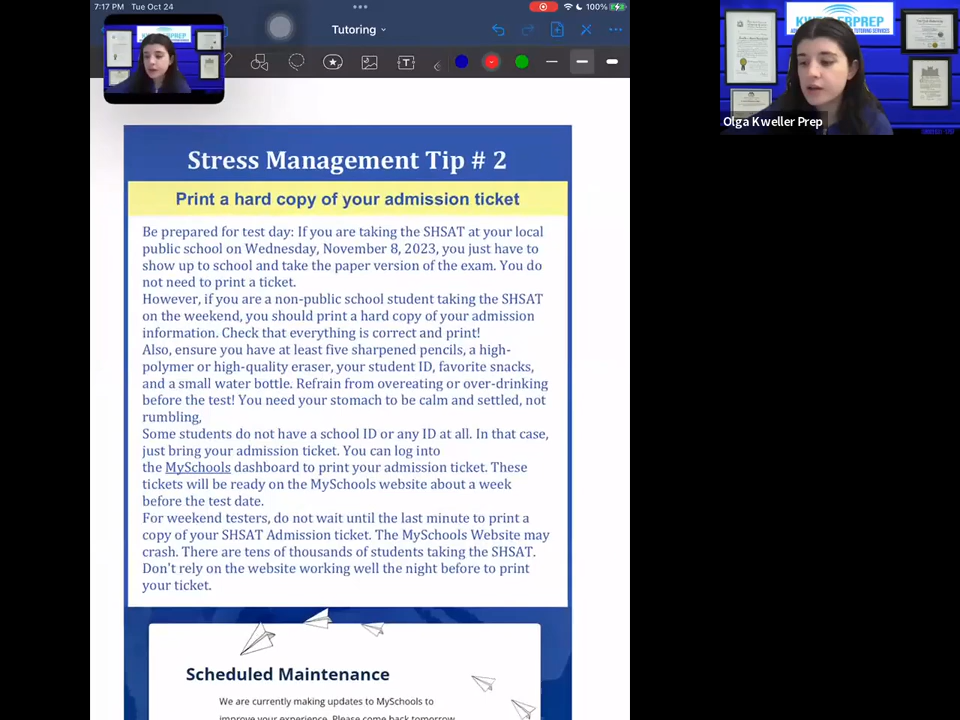 7:17 PM Tue Oct 24
100%
Tutoring
T
KWELLERPREP
TUTORING SERVICES
Olga Kweller Prep
Stress Management Tip # 2
Print a hard copy of your admission ticket
Be prepared for test day: If you are taking the SHSAT at your local
public school on Wednesday, November 8, 2023, you just have to
show up to school and take the paper version of the exam. You do
not need to print a ticket.
However, if you are a non-public school student taking the SHSAT
on the weekend, you should print a hard copy of your admission
information. Check that everything is correct and print!
Also, ensure you have at least five sharpened pencils, a high-
polymer or high-quality eraser, your student ID, favorite snacks,
and a small water bottle. Refrain from overeating or over-drinking
before the test! You need your stomach to be calm and settled, not
rumbling,
Some students do not have a school ID or any ID at all. In that case,
just bring your admission ticket. You can log into
the MySchools dashboard to print your admission ticket. These
tickets will be ready on the MySchools website about a week
before the test date.
For weekend testers, do not wait until the last minute to print a
copy of your SHSAT Admission ticket. The MySchools Website may
crash. There are tens of thousands of students taking the SHSAT.
Don't rely on the website working well the night before to print
your ticket.
Scheduled Maintenance
We are currently making updates to MySchools to
improve your experience. Please come back tomorrow